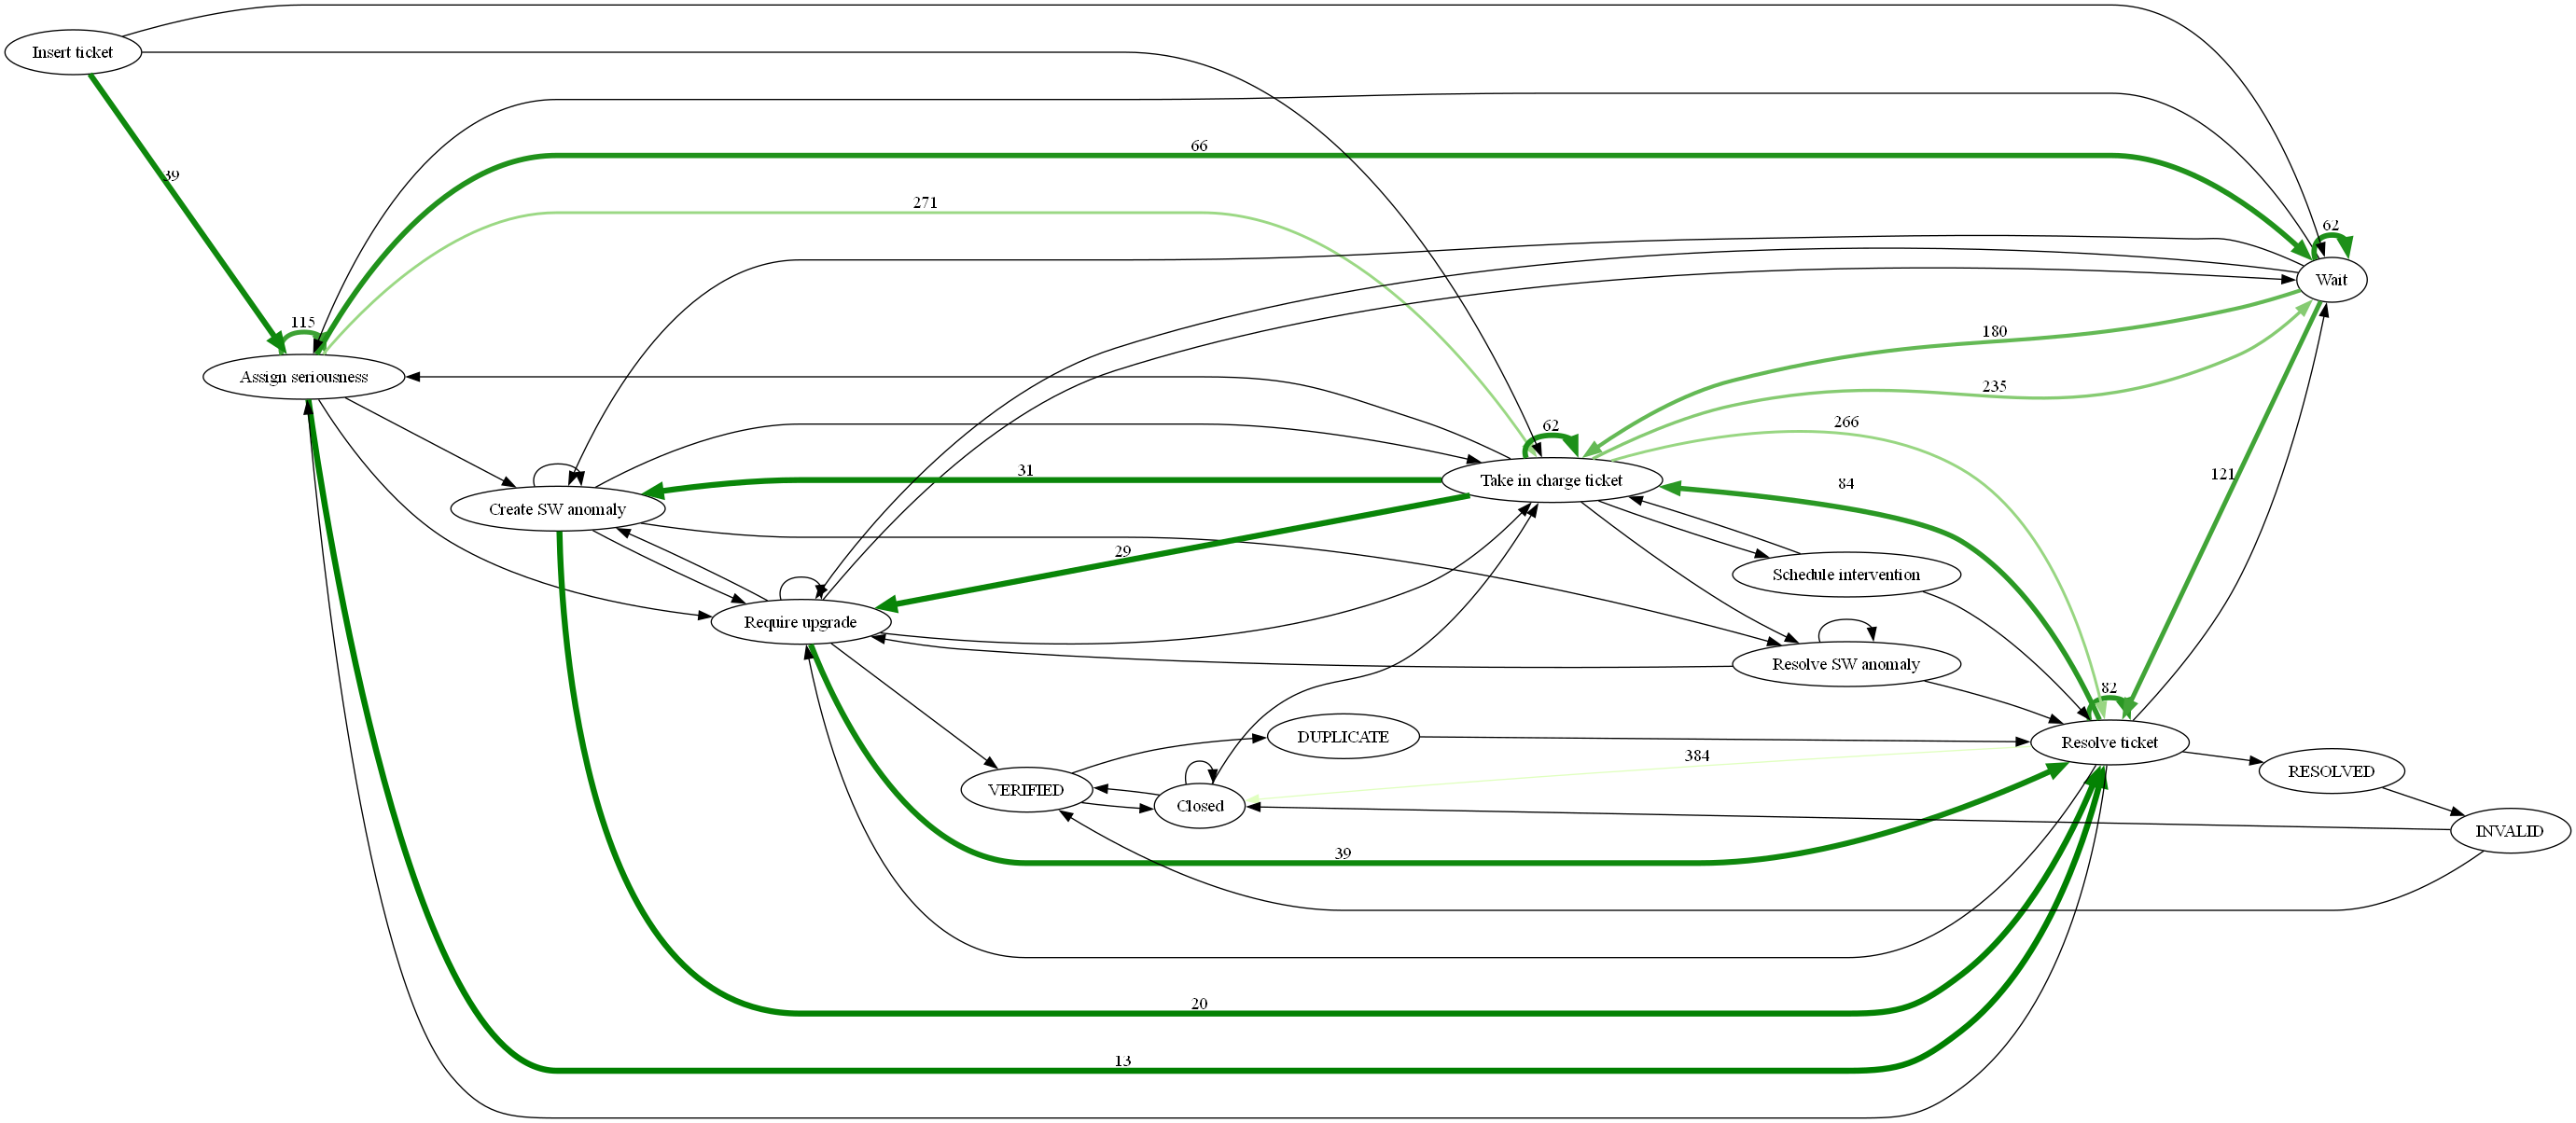 Insert ticket
66
39
271
62
Wait
115
180
Assign seriousness
235
266
62
31
Take in charge ticket
84
121
Create SW anomaly
29
Schedule intervention
Require upgrade
Resolve SW anomaly
82
DUPLICATE
Resolve ticket
384
RESOLVED
VERIFIED
Closed
INVALID
39
20
13